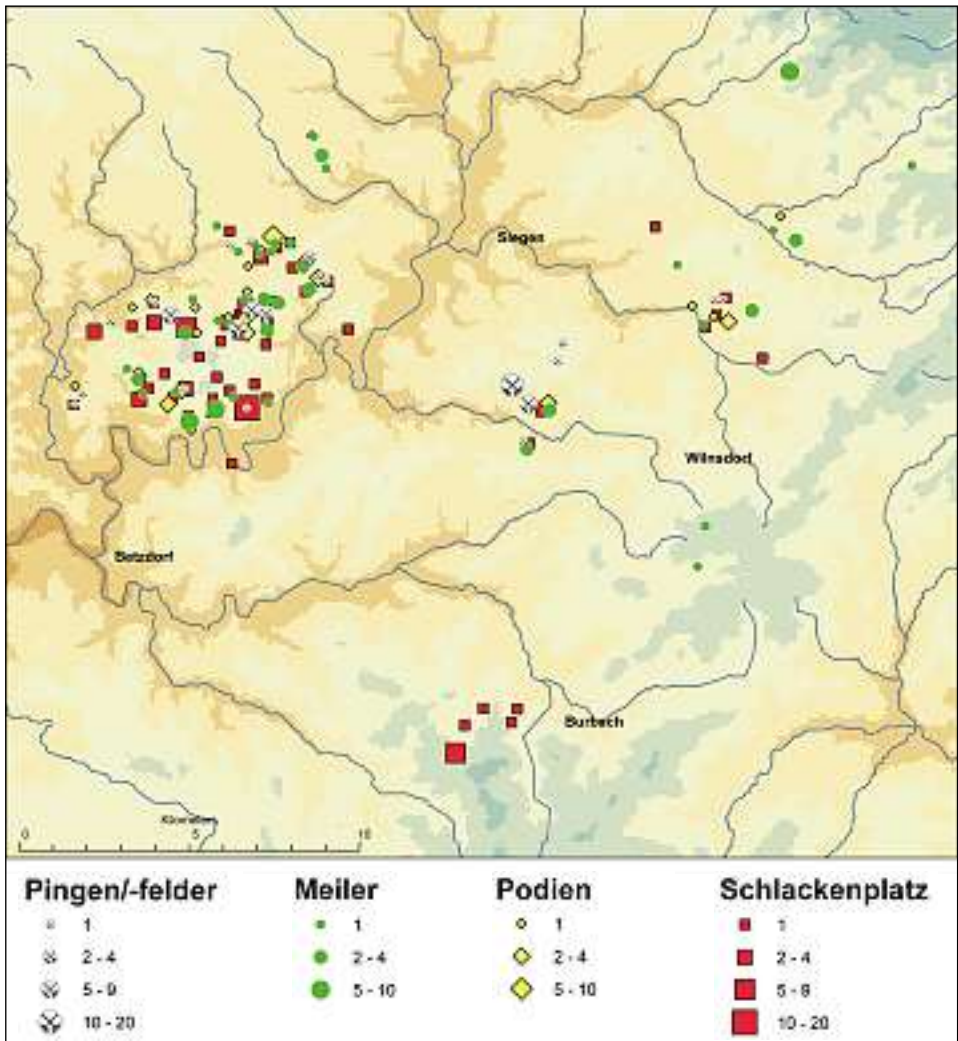 Siegen
Wilnsdorf
Betzdorf
Burbach
0 5 10
Pingen/-felder
1
2 - 4
5 - 9
10 - 20
Meiler
1
2 - 4
5 - 10
Podien
1
2 - 4
5 - 10
Schlackenplatz
1
2 - 4
5 - 9
10 - 20